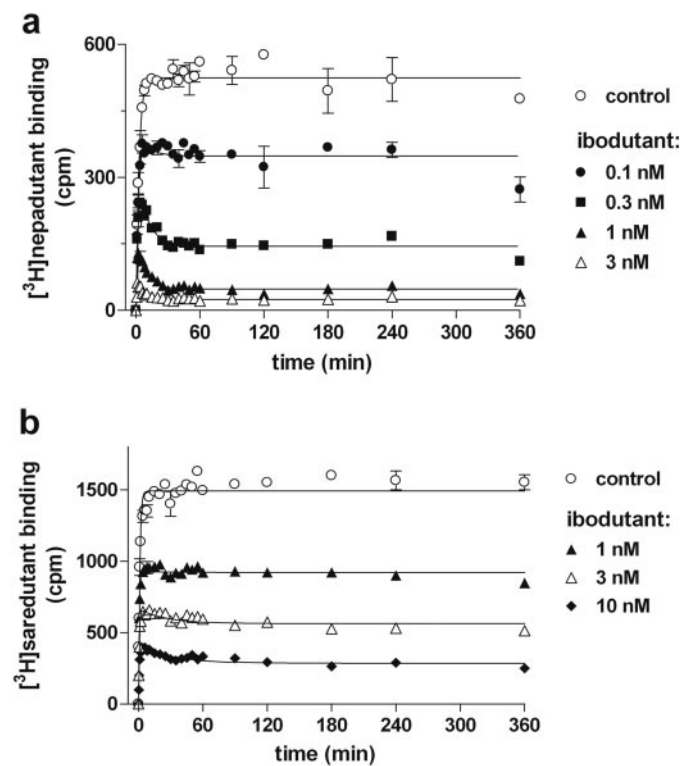 a
600
300
0
[³H]nepadutant binding
(cpm)
0 60 120 180 240 300 360
time (min)
control
ibodutant:
0.1 nM
0.3 nM
1 nM
3 nM
b
1500
1000
500
0
[³H]saredutant binding
(cpm)
0 60 120 180 240 300 360
time (min)
control
ibodutant:
1 nM
3 nM
10 nM